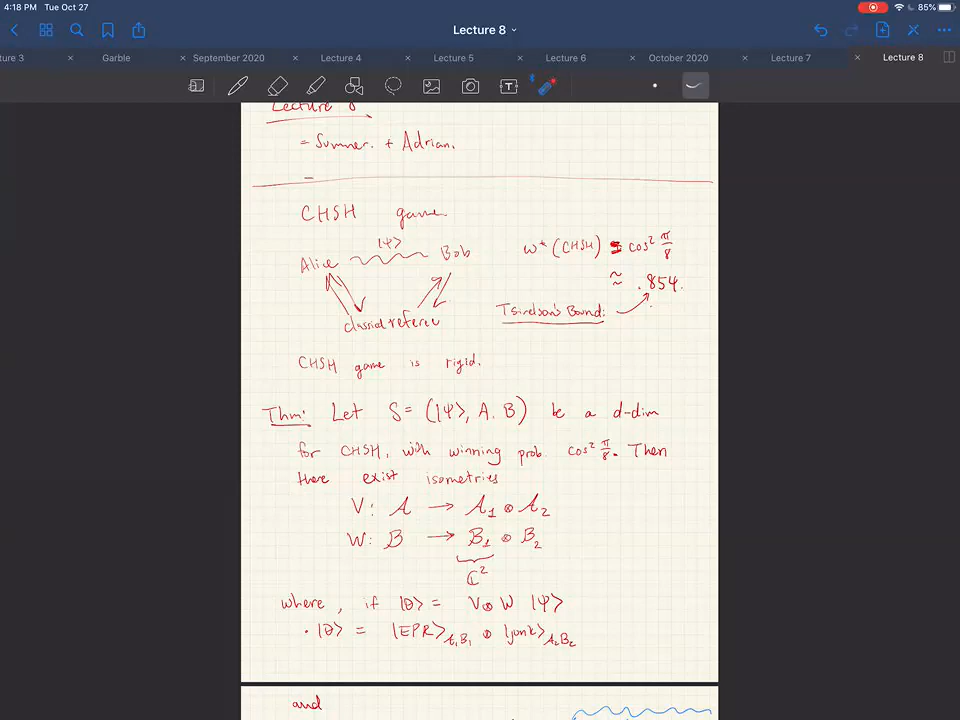 4:18 PM Tue Oct 27
85%
Lecture 8
ture 3 × Garble × September 2020 Lecture 4 × Lecture 5 × Lecture 6 × October 2020 × Lecture 7 × Lecture 8
Lecture 8
= Summer. + Adrian.
CHSH game
|Ψ>
Alice Bob
classical referee
ω* (CHSH) = cos² π/8
≈ .854.
Tsirelson's Bound:
CHSH game is rigid.
Thm: Let S = (|Ψ>, A. B) be a d-dim
for CHSH, with winning prob. cos² π/8. Then
there exist isometries
V: A → A₁ ⊗ A₂
W: B → B₁ ⊗ B₂
ℂ²
where, if |θ> = V⊗W |Ψ>
· |θ> = |EPR>A₁B₁ ⊗ |junk>A₂B₂
and